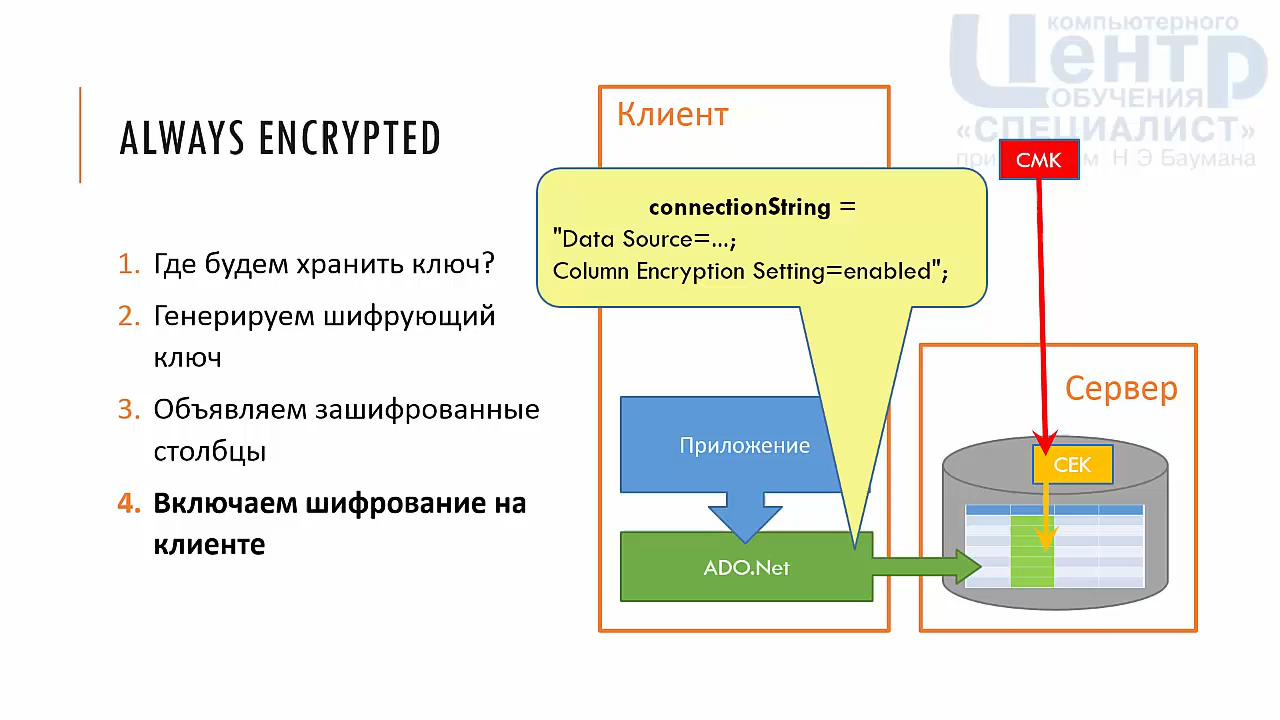 ALWAYS ENCRYPTED
1. Где будем хранить ключ?
2. Генерируем шифрующий
ключ
3. Объявляем зашифрованные
столбцы
4. Включаем шифрование на
клиенте
Клиент
connectionString =
"Data Source=...;
Column Encryption Setting=enabled";
Приложение
ADO.Net
компьютерного
Центр
ОБУЧЕНИЯ
«СПЕЦИАЛИСТ»
Н Э Баумана
CMK
Сервер
CEK